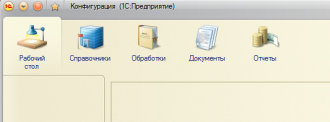 Конфигурация (1С:Предприятие)
Рабочий
стол
Справочники
Обработки
Документы
Отчеты